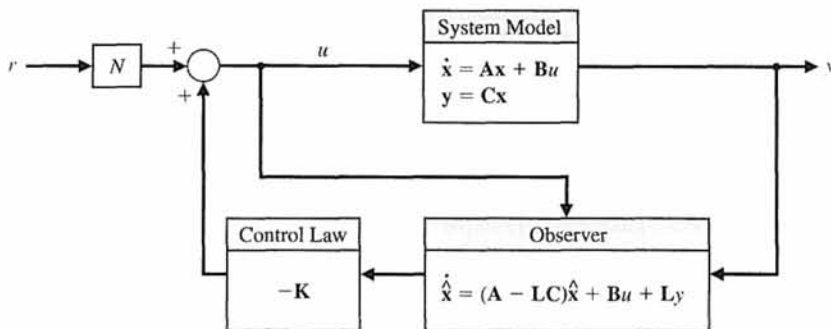 System Model
r
N
+
+
u
ẋ = Ax + Bu
y = Cx
y
Control Law
−K
Observer
x̂̇ = (A − LC)x̂ + Bu + Ly